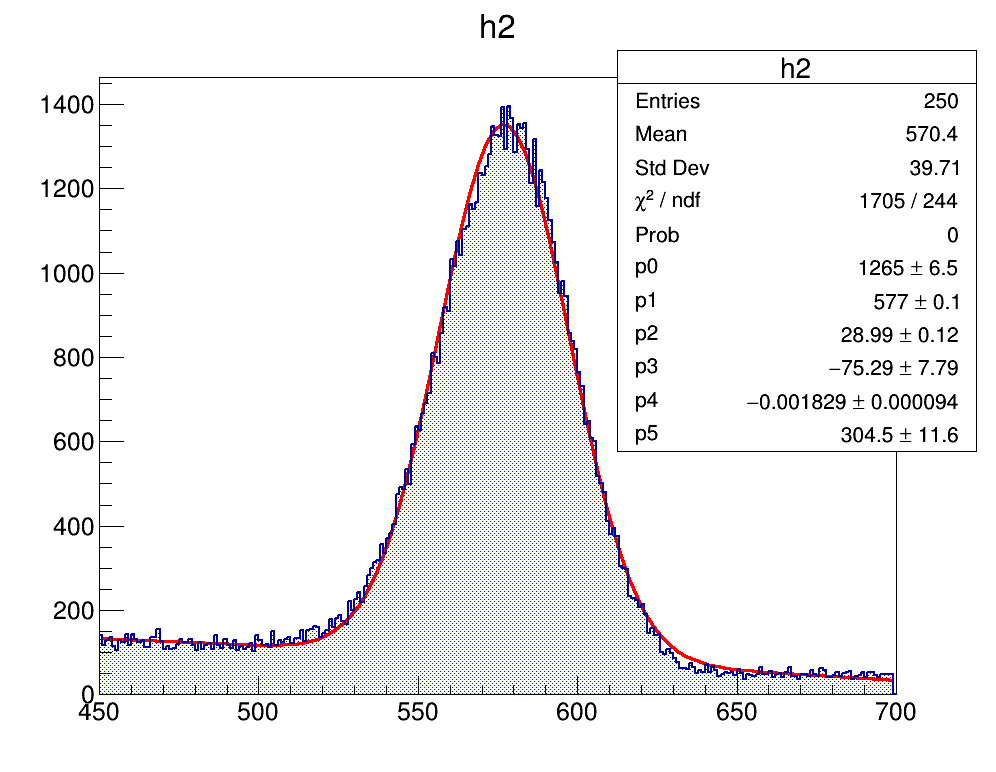 h2
h2
Entries 250
Mean 570.4
Std Dev 39.71
χ² / ndf 1705 / 244
Prob 0
p0 1265 ± 6.5
p1 577 ± 0.1
p2 28.99 ± 0.12
p3 −75.29 ± 7.79
p4 −0.001829 ± 0.000094
p5 304.5 ± 11.6
1400
1200
1000
800
600
400
200
0
450 500 550 600 650 700